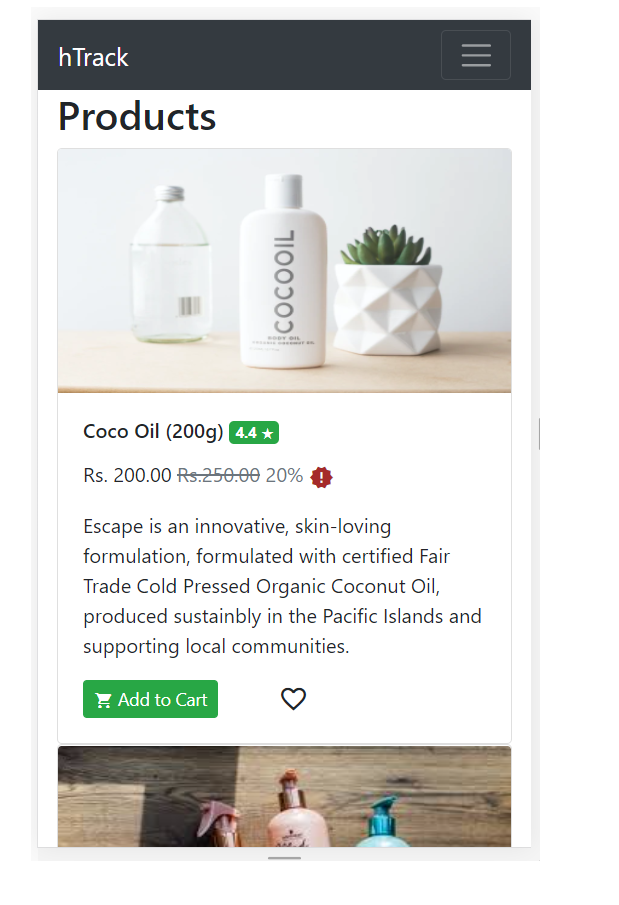 hTrack
Products
COCOOIL
BODY OIL
ORGANIC COCONUT OIL
Coco Oil (200g) 4.4 ★
Rs. 200.00 Rs.250.00 20%
Escape is an innovative, skin-loving
formulation, formulated with certified Fair
Trade Cold Pressed Organic Coconut Oil,
produced sustainbly in the Pacific Islands and
supporting local communities.
Add to Cart